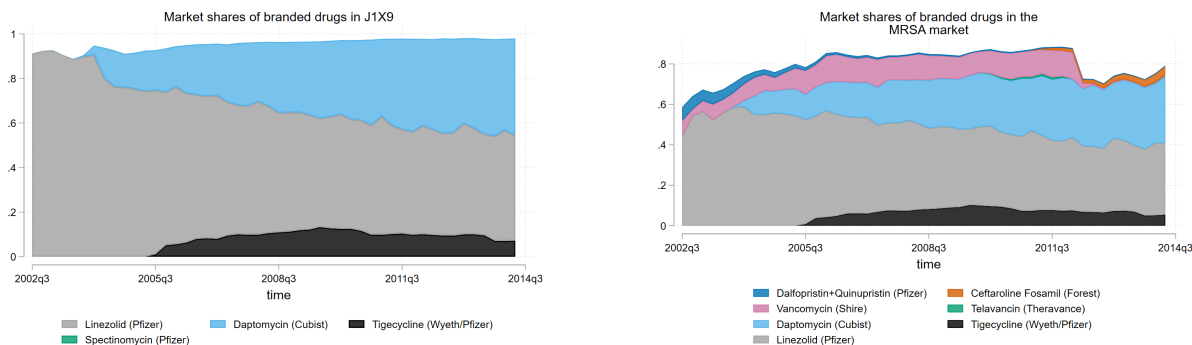 Market shares of branded drugs in J1X9
1
.8
.6
.4
.2
0
2002q3 2005q3 2008q3 2011q3 2014q3
time
Linezolid (Pfizer) Daptomycin (Cubist) Tigecycline (Wyeth/Pfizer)
Spectinomycin (Pfizer)
Market shares of branded drugs in the
MRSA market
.8
.6
.4
.2
0
2002q3 2005q3 2008q3 2011q3 2014q3
time
Dalfopristin+Quinupristin (Pfizer) Ceftaroline Fosamil (Forest)
Vancomycin (Shire) Telavancin (Theravance)
Daptomycin (Cubist) Tigecycline (Wyeth/Pfizer)
Linezolid (Pfizer)